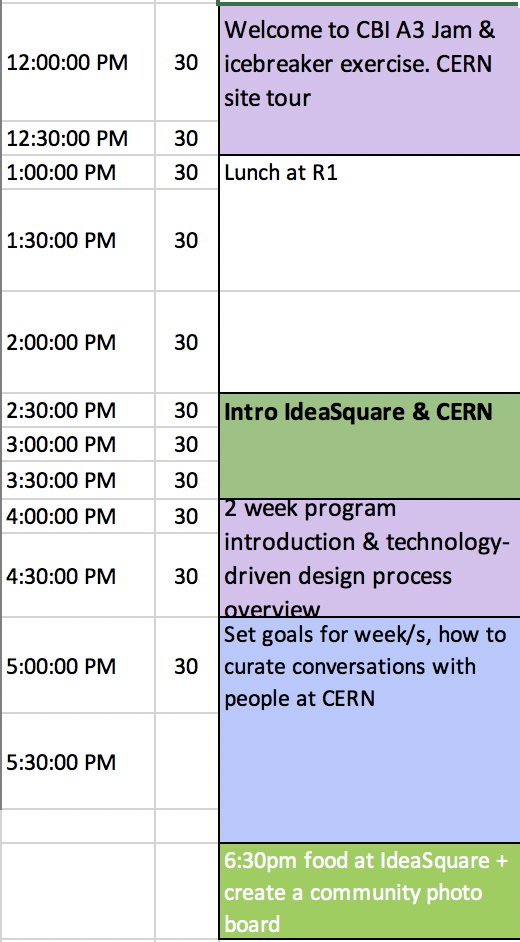 Welcome to CBI A3 Jam &
12:00:00 PM 30 icebreaker exercise. CERN
site tour
12:30:00 PM 30
1:00:00 PM 30 Lunch at R1
1:30:00 PM 30
2:00:00 PM 30
2:30:00 PM 30 Intro IdeaSquare & CERN
3:00:00 PM 30
3:30:00 PM 30
4:00:00 PM 30 2 week program
introduction & technology-
4:30:00 PM 30 driven design process
overview
Set goals for week/s, how to
5:00:00 PM 30 curate conversations with
people at CERN
5:30:00 PM
6:30pm food at IdeaSquare +
create a community photo
board